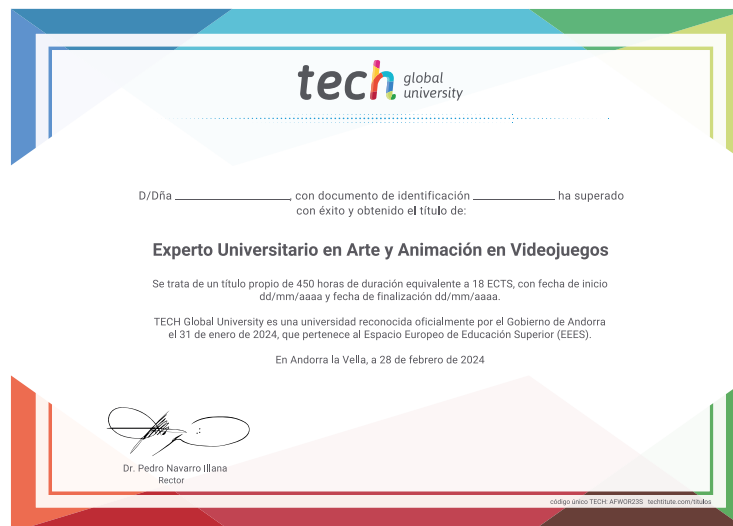 tech global university
D/Dña ____________________, con documento de identificación ______________ ha superado
con éxito y obtenido el título de:
Experto Universitario en Arte y Animación en Videojuegos
Se trata de un título propio de 450 horas de duración equivalente a 18 ECTS, con fecha de inicio
dd/mm/aaaa y fecha de finalización dd/mm/aaaa.
TECH Global University es una universidad reconocida oficialmente por el Gobierno de Andorra
el 31 de enero de 2024, que pertenece al Espacio Europeo de Educación Superior (EEES).
En Andorra la Vella, a 28 de febrero de 2024
Dr. Pedro Navarro Illana
Rector
código único TECH: AFWOR23S techtitute.com/titulos